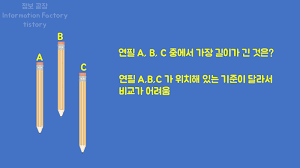 정보 공장
Information Factory
tistory
A
B
C
연필 A, B, C 중에서 가장 길이가 긴 것은?
연필 A,B,C 가 위치해 있는 기준이 달라서
비교가 어려움